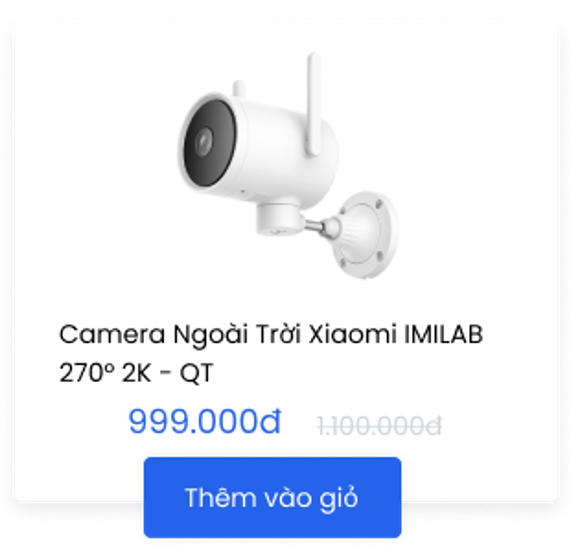 Camera Ngoài Trời Xiaomi IMILAB
270° 2K - QT
999.000đ 1.100.000đ
Thêm vào giỏ